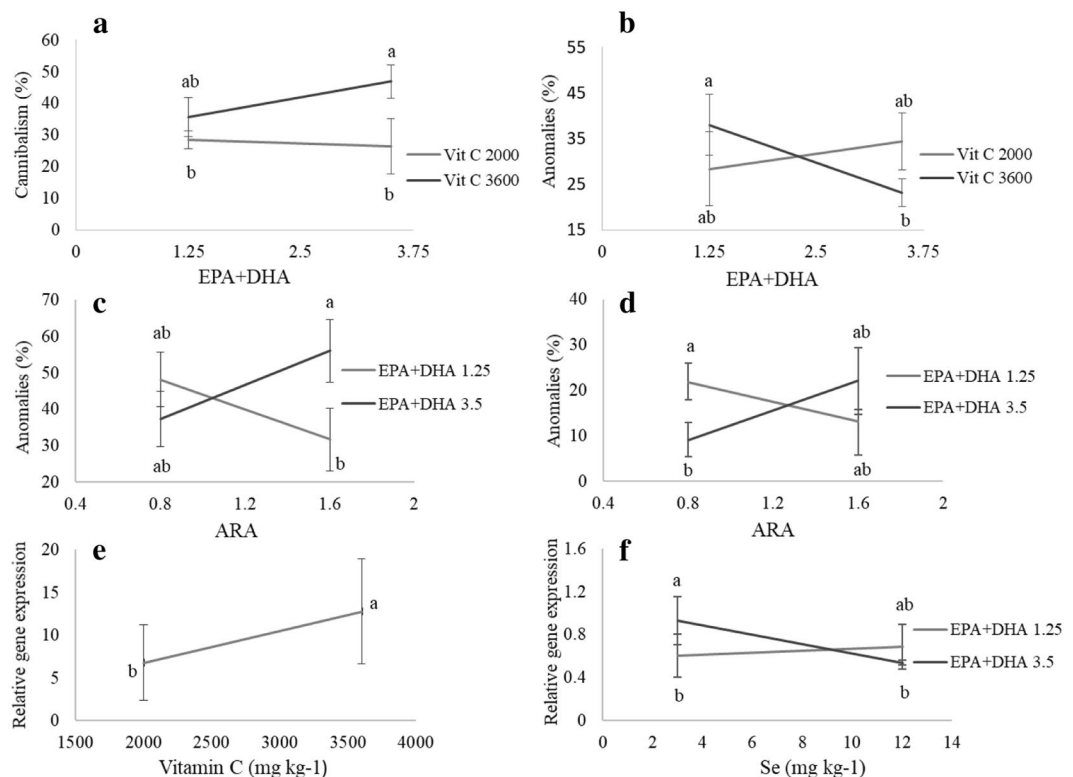 a
60
50
40
30
20
10
0
Cannibalism (%)
ab
a
b
b
Vit C 2000
Vit C 3600
0
1.25
2.5
3.75
EPA+DHA
b
55
45
35
25
15
Anomalies (%)
a
ab
ab
b
Vit C 2000
Vit C 3600
0
1.25
2.5
3.75
EPA+DHA
c
70
60
50
40
30
20
Anomalies (%)
ab
a
ab
b
EPA+DHA 1.25
EPA+DHA 3.5
0.4
0.8
1.2
1.6
2
ARA
d
40
30
20
10
0
Anomalies (%)
a
ab
b
ab
EPA+DHA 1.25
EPA+DHA 3.5
0.4
0.8
1.2
1.6
2
ARA
e
20
15
10
5
0
Relative gene expression
b
a
1500
2000
2500
3000
3500
4000
Vitamin C (mg kg-1)
f
1.6
1.2
0.8
0.4
0
Relative gene expression
a
ab
b
b
EPA+DHA 1.25
EPA+DHA 3.5
0
2
4
6
8
10
12
14
Se (mg kg-1)